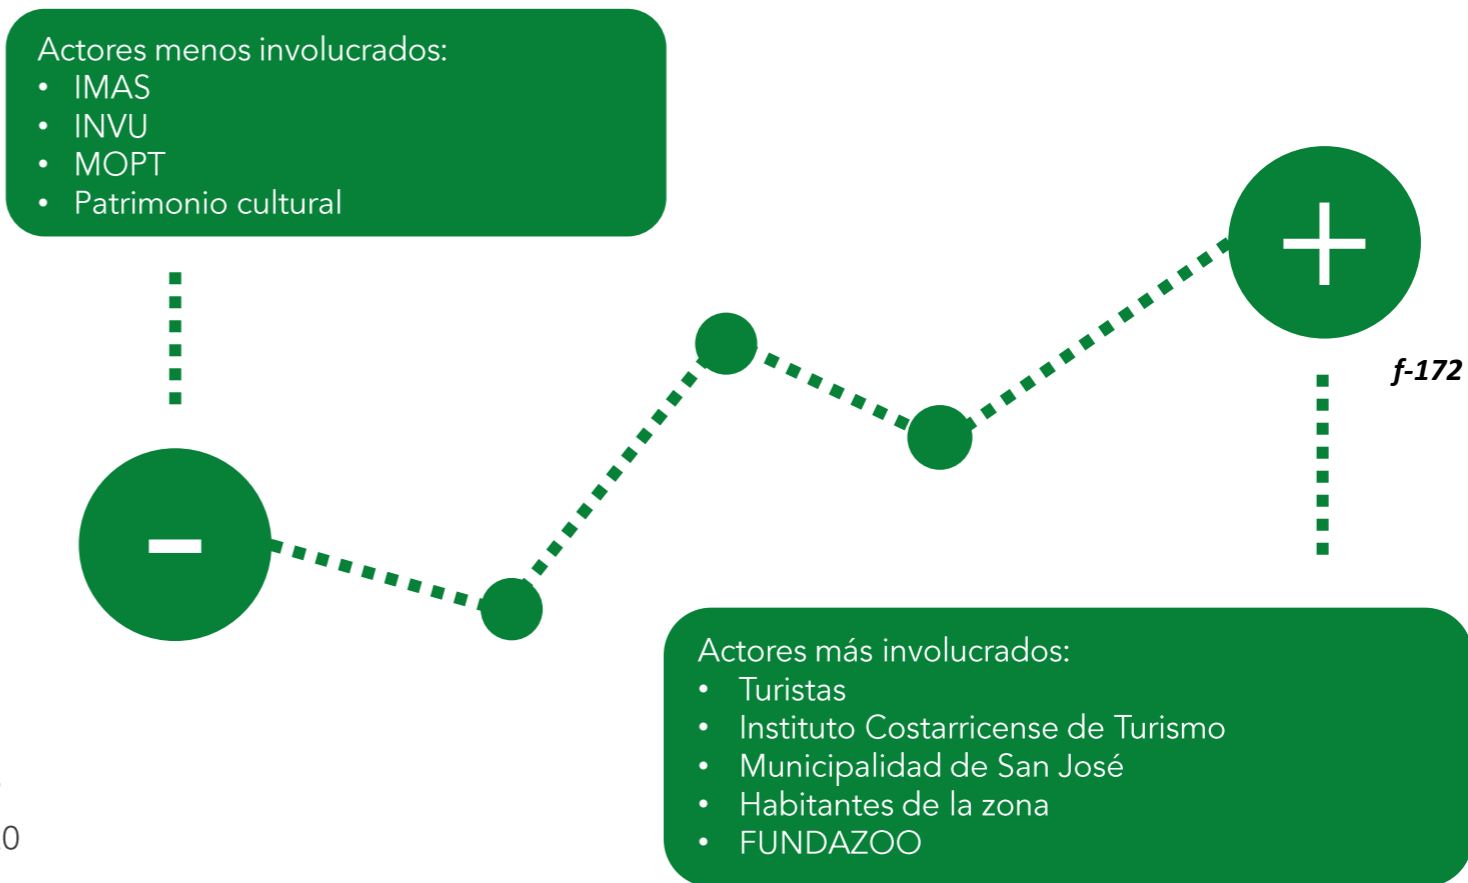 Actores menos involucrados:
• IMAS
• INVU
• MOPT
• Patrimonio cultural
+
f-172
-
Actores más involucrados:
• Turistas
• Instituto Costarricense de Turismo
• Municipalidad de San José
• Habitantes de la zona
• FUNDAZOO